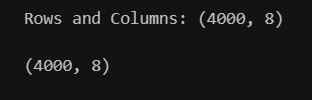 Rows and Columns: (4000, 8)
(4000, 8)